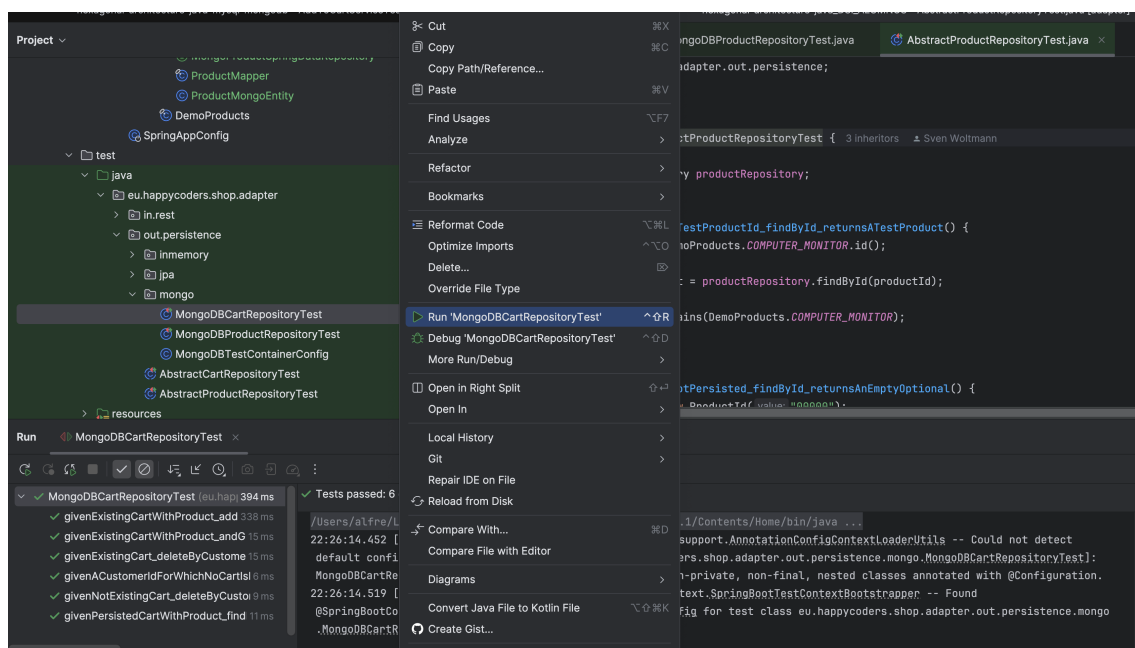 Project
ProductMapper
ProductMongoEntity
DemoProducts
SpringAppConfig
test
java
eu.happycoders.shop.adapter
in.rest
out.persistence
inmemory
jpa
mongo
MongoDBCartRepositoryTest
MongoDBProductRepositoryTest
MongoDBTestContainerConfig
AbstractCartRepositoryTest
AbstractProductRepositoryTest
resources
Cut ⌘X
Copy ⌘C
Copy Path/Reference...
Paste ⌘V
Find Usages ⌥F7
Analyze
Refactor
Bookmarks
Reformat Code ⌥⌘L
Optimize Imports ^⌥O
Delete... ⌦
Override File Type
Run 'MongoDBCartRepositoryTest' ^⇧R
Debug 'MongoDBCartRepositoryTest' ^⇧D
More Run/Debug
Open in Right Split ⇧⏎
Open In
Local History
Git
Repair IDE on File
Reload from Disk
Compare With... ⌘D
Compare File with Editor
Diagrams
Convert Java File to Kotlin File ⌥⇧⌘K
Create Gist...
ngoDBProductRepositoryTest.java AbstractProductRepositoryTest.java
adapter.out.persistence;
ctProductRepositoryTest { 3 inheritors Sven Woltmann
ry productRepository;
TestProductId_findById_returnsATestProduct() {
moProducts.COMPUTER_MONITOR.id();
t = productRepository.findById(productId);
ains(DemoProducts.COMPUTER_MONITOR);
otPersisted_findById_returnsAnEmptyOptional() {
ProductId( value: "00000");
Run MongoDBCartRepositoryTest
MongoDBCartRepositoryTest (eu.hap 394 ms
givenExistingCartWithProduct_add 338 ms
givenExistingCartWithProduct_andG 15 ms
givenExistingCart_deleteByCustome 15 ms
givenACustomerIdForWhichNoCartIsI 6 ms
givenNotExistingCart_deleteByCustor 9 ms
givenPersistedCartWithProduct_find 11 ms
Tests passed: 6
/Users/alfre/L .1/Contents/Home/bin/java ...
22:26:14.452 [ support.AnnotationConfigContextLoaderUtils -- Could not detect
default confi ers.shop.adapter.out.persistence.mongo.MongoDBCartRepositoryTest]:
MongoDBCartRe n-private, non-final, nested classes annotated with @Configuration.
22:26:14.519 [ text.SpringBootTestContextBootstrapper -- Found
@SpringBootCo fig for test class eu.happycoders.shop.adapter.out.persistence.mongo
.MongoDBCartR